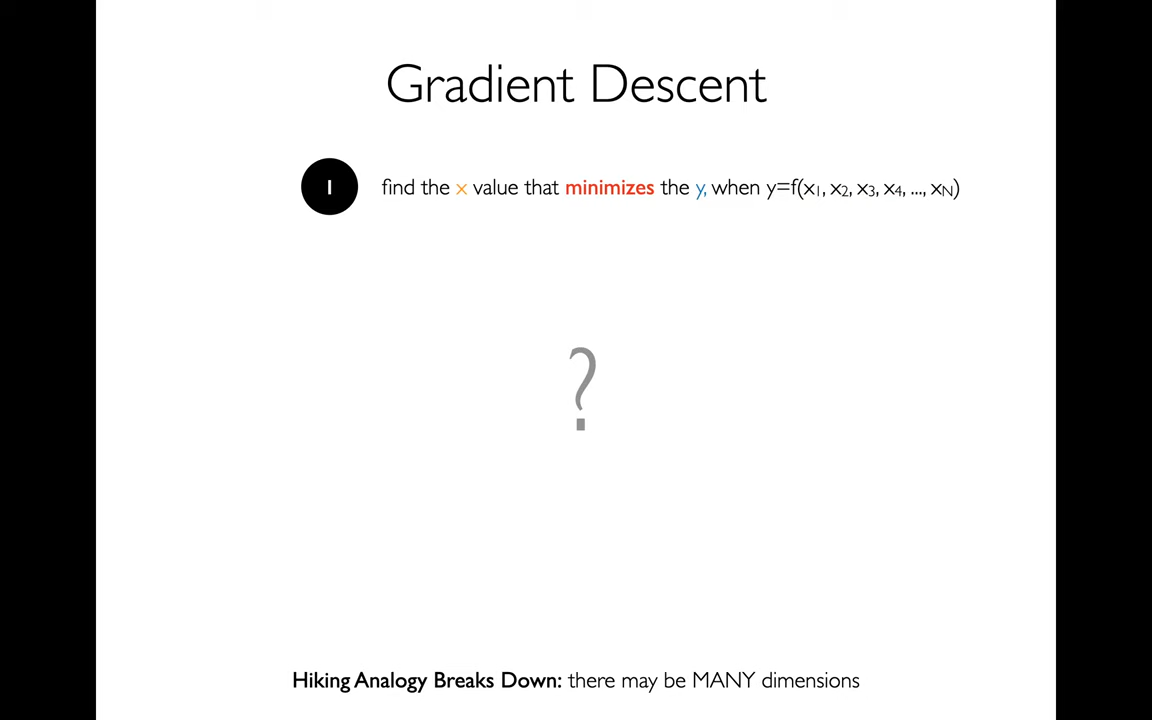 Gradient Descent
1 find the x value that minimizes the y, when y=f(x1, x2, x3, x4, ..., xN)
?
Hiking Analogy Breaks Down: there may be MANY dimensions